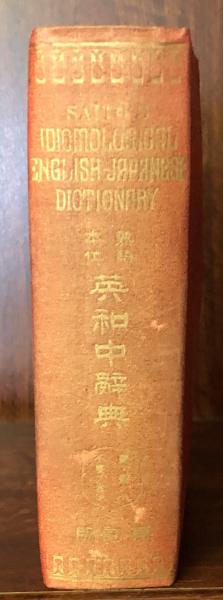 SAITO'S
IDIOMOLOGICAL
ENGLISH-JAPANESE
DICTIONARY
熟語
本位
英和中辭典